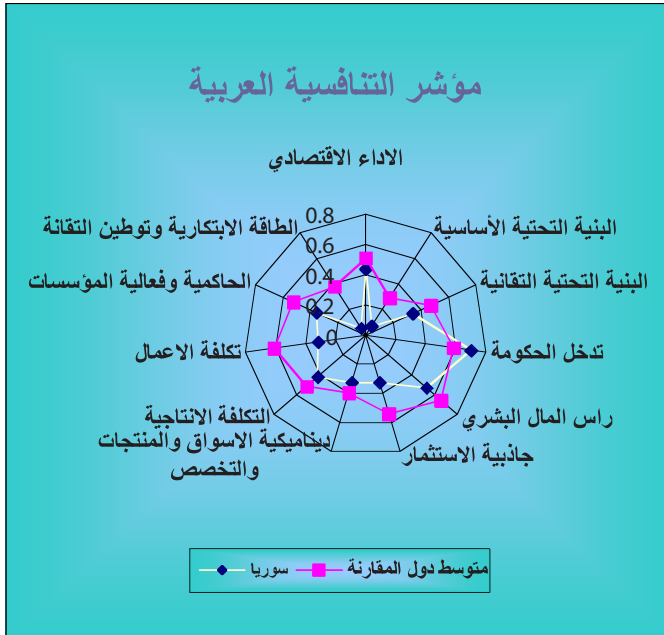 مؤشر التنافسية العربية
الاداء الاقتصادي
البنية التحتية الأساسية
الطاقة الابتكارية وتوطين التقانة
البنية التحتية التقانية
الحاكمية وفعالية المؤسسات
تدخل الحكومة
تكلفة الاعمال
راس المال البشري
التكلفة الانتاجية
جاذبية الاستثمار
ديناميكية الاسواق والمنتجات
والتخصص
0.8
0.6
0.4
0.2
0
متوسط دول المقارنة
سوريا